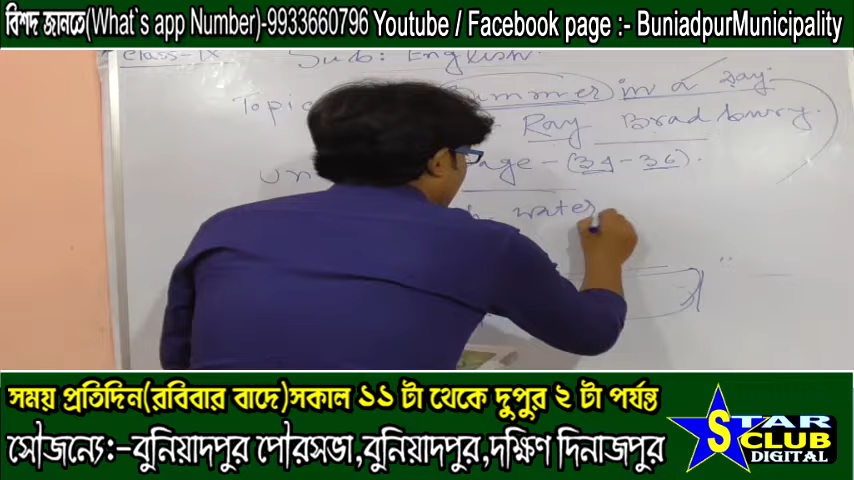 বিশদ জানতে(What`s app Number)-9933660796 Youtube / Facebook page :- BuniadpurMunicipality
Class-IX Sub: English.
Topic Summer in a day.
Ray Bradbury.
Page-(34-36).
water
সময় প্রতিদিন(রবিবার বাদে)সকাল ১১ টা থেকে দুপুর ২ টা পর্যন্ত
সৌজন্যে:-বুনিয়াদপুর পৌরসভা,বুনিয়াদপুর,দক্ষিণ দিনাজপুর
STAR
CLUB
DIGITAL